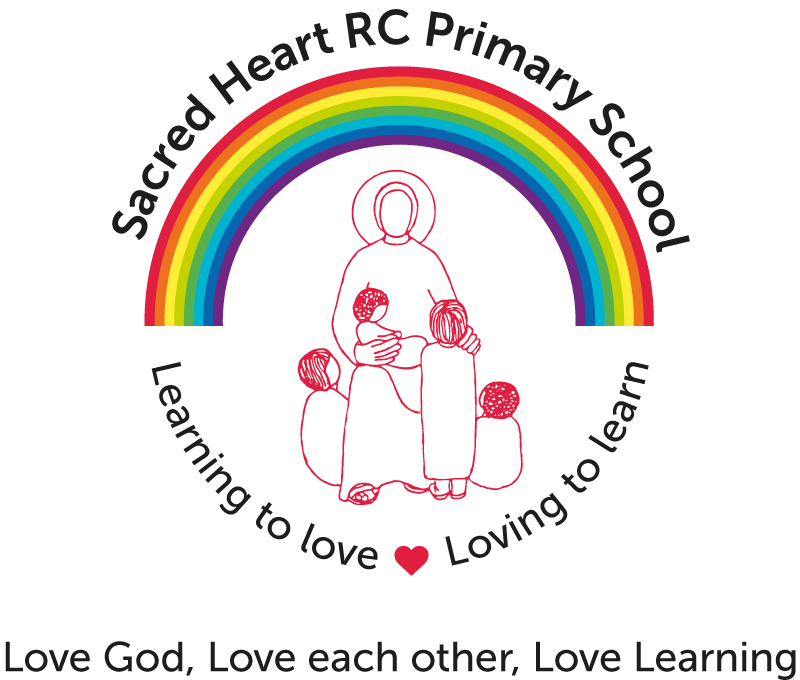 Sacred Heart RC Primary School
Learning to love
Loving to learn
Love God, Love each other, Love Learning